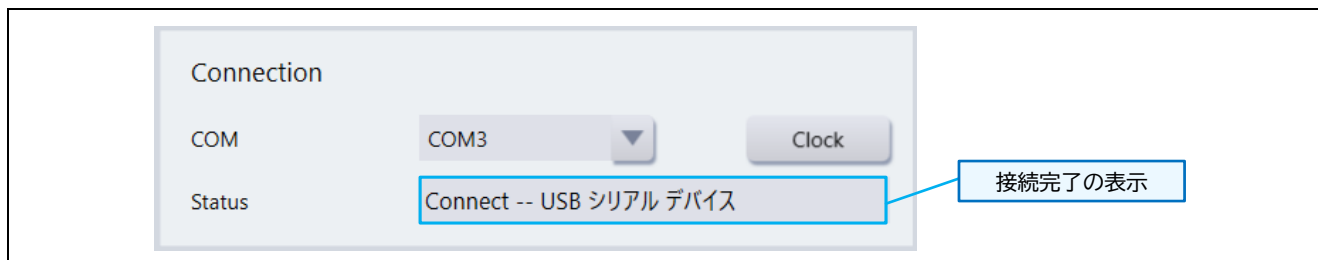 Connection
COM
COM3
Clock
Status
Connect -- USB シリアル デバイス
接続完了の表示